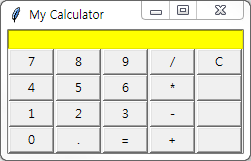 My Calculator
7 8 9 / C
4 5 6 *
1 2 3 -
0 . = +